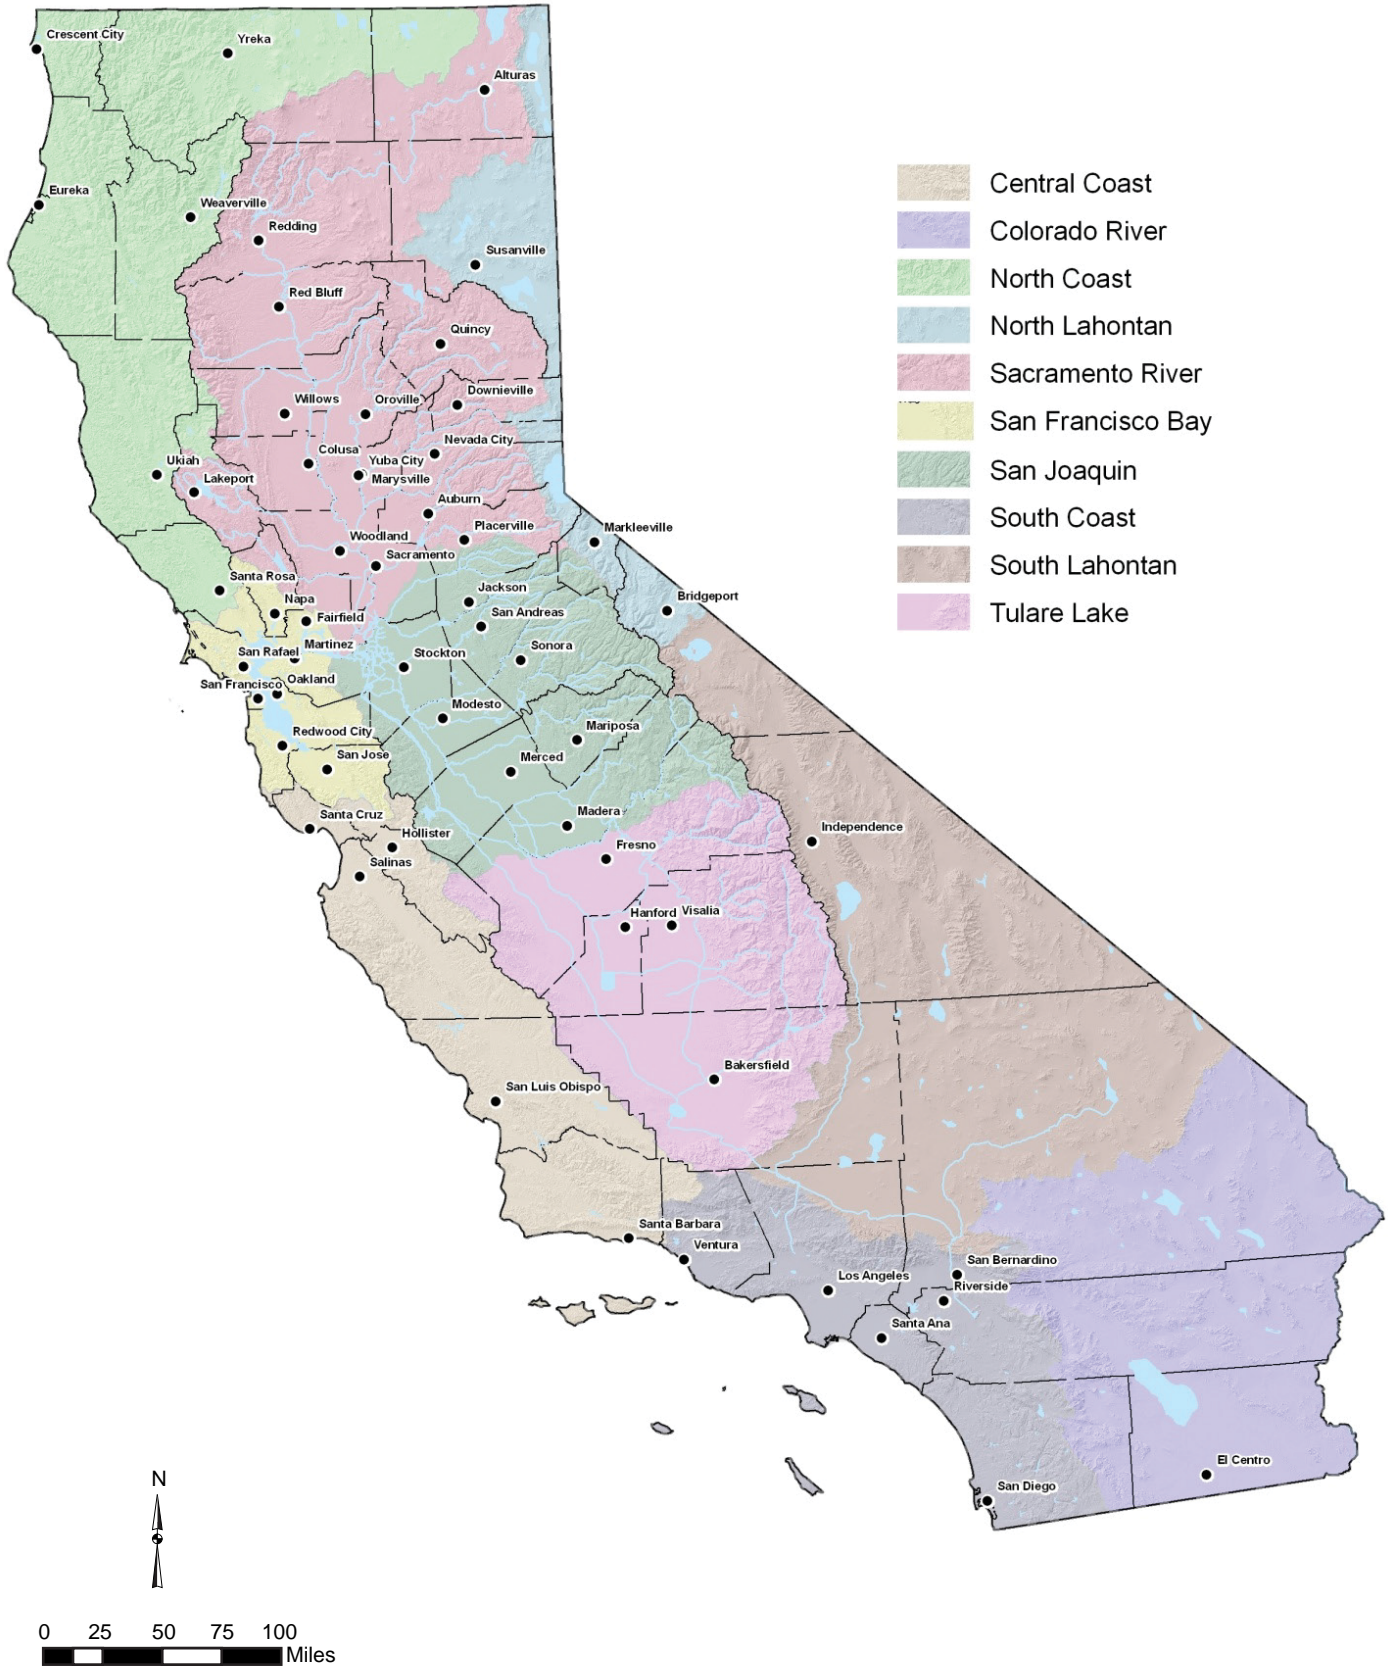 Crescent City
Yreka
Alturas
Eureka
Weaverville
Redding
Susanville
Red Bluff
Quincy
Willows
Oroville
Downieville
Colusa
Nevada City
Yuba City
Marysville
Ukiah
Lakeport
Auburn
Placerville
Woodland
Sacramento
Markleeville
Santa Rosa
Napa
Fairfield
Jackson
San Andreas
Bridgeport
Martinez
San Rafael
Stockton
Sonora
San Francisco
Oakland
Modesto
Mariposa
Redwood City
San Jose
Merced
Santa Cruz
Hollister
Salinas
Madera
Fresno
Independence
Hanford
Visalia
Bakersfield
San Luis Obispo
Santa Barbara
Ventura
Los Angeles
San Bernardino
Riverside
Santa Ana
San Diego
El Centro
Central Coast
Colorado River
North Coast
North Lahontan
Sacramento River
San Francisco Bay
San Joaquin
South Coast
South Lahontan
Tulare Lake
N
0 25 50 75 100
Miles